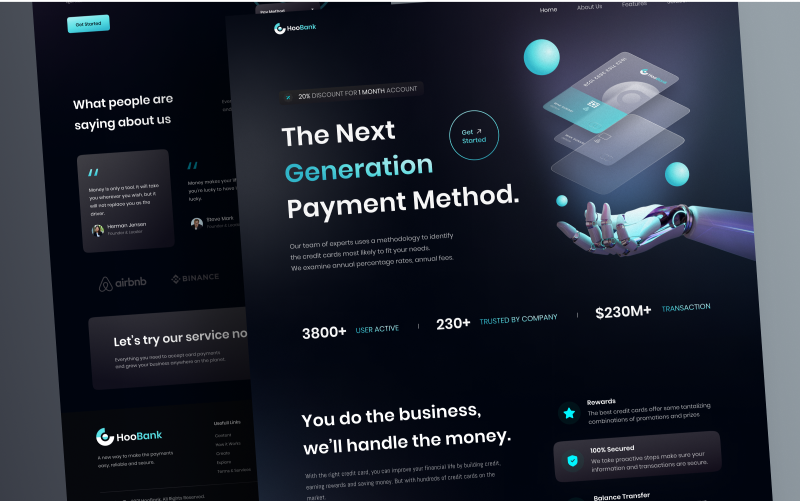 Get Started
What people are
saying about us
Money is only a tool. It will take
you wherever you wish, but it
will not replace you as the
driver.
Herman Jensen
Founder & Leader
Money makes your
you're lucky to have
lucky.
Steve Mark
Founder & Leader
airbnb
BINANCE
Let's try our service no
Everything you need to accept card payments
and grow your business anywhere on the planet.
HooBank
A new way to make the payments
easy, reliable and secure.
Usefull Links
Content
How it Works
Create
Explore
Terms & Services
HooBank. All Rights Reserved.
HooBank
Home
About Us
Features
20% DISCOUNT FOR 1 MONTH ACCOUNT
The Next
Generation
Payment Method.
Get
Started
Our team of experts uses a methodology to identify
the credit cards most likely to fit your needs.
We examine annual percentage rates, annual fees.
HooBank
3800+ USER ACTIVE
230+ TRUSTED BY COMPANY
$230M+ TRANSACTION
You do the business,
we'll handle the money.
With the right credit card, you can improve your financial life by building credit,
earning rewards and saving money. But with hundreds of credit cards on the
market.
Rewards
The best credit cards offer some tantalizing
combinations of promotions and prizes
100% Secured
We take proactive steps make sure your
information and transactions are secure.
Balance Transfer